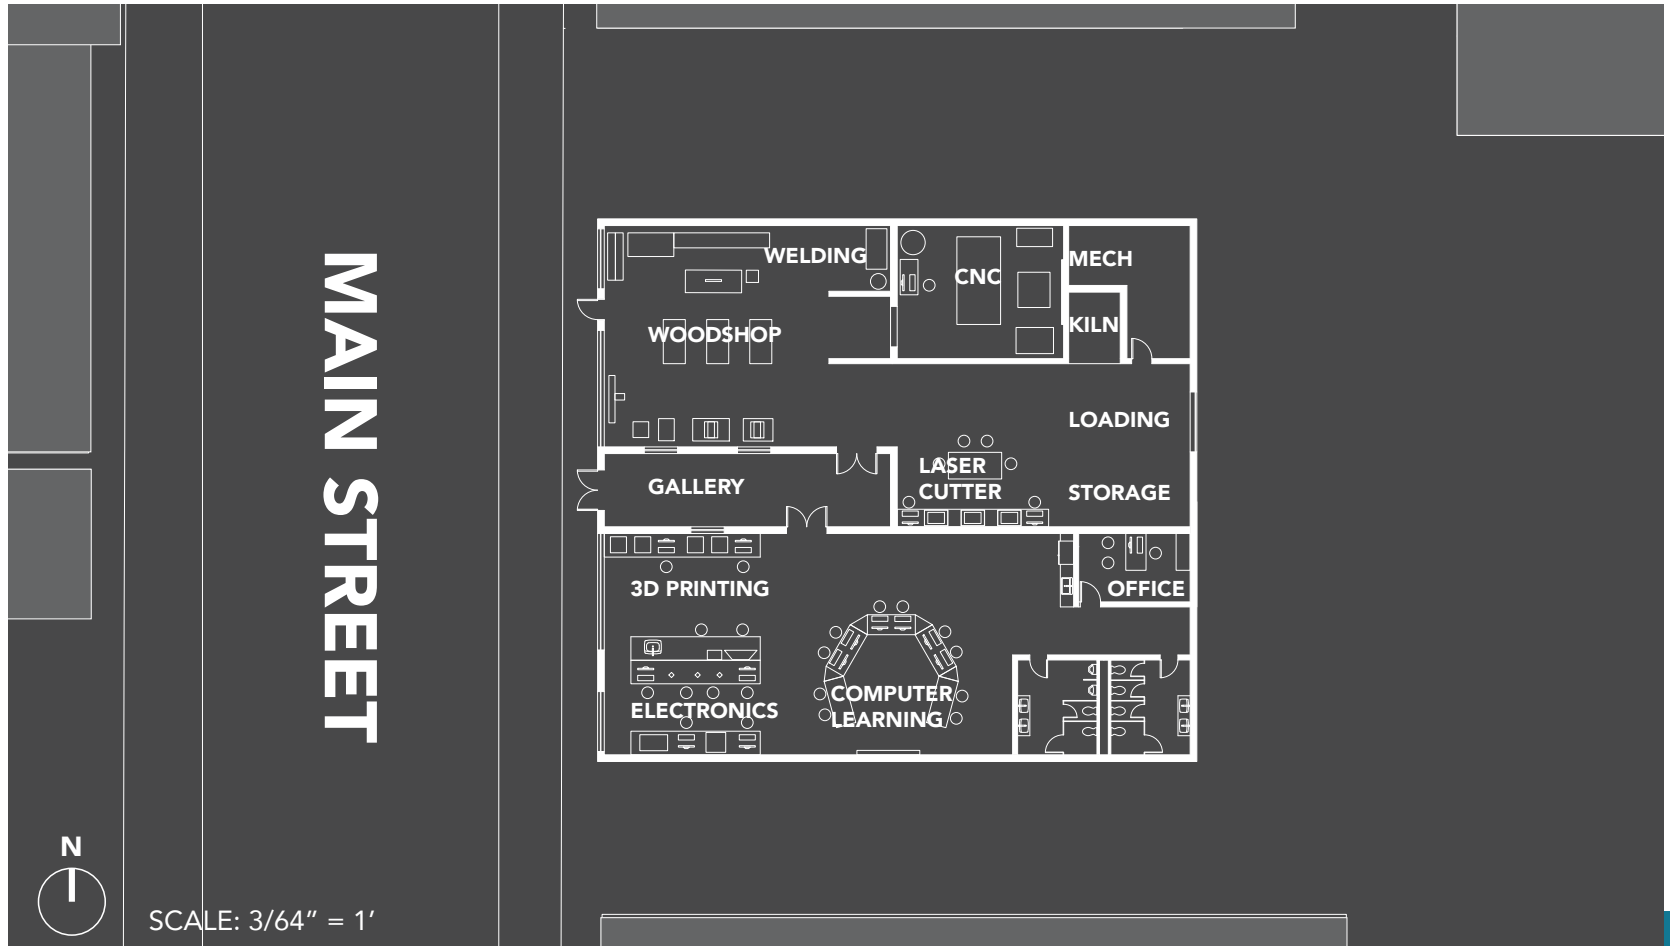 WELDING
CNC
MECH
WOODSHOP
KILN
LOADING
GALLERY
LASER
CUTTER
STORAGE
3D PRINTING
OFFICE
COMPUTER
LEARNING
ELECTRONICS
MAIN STREET
N
SCALE: 3/64” = 1’